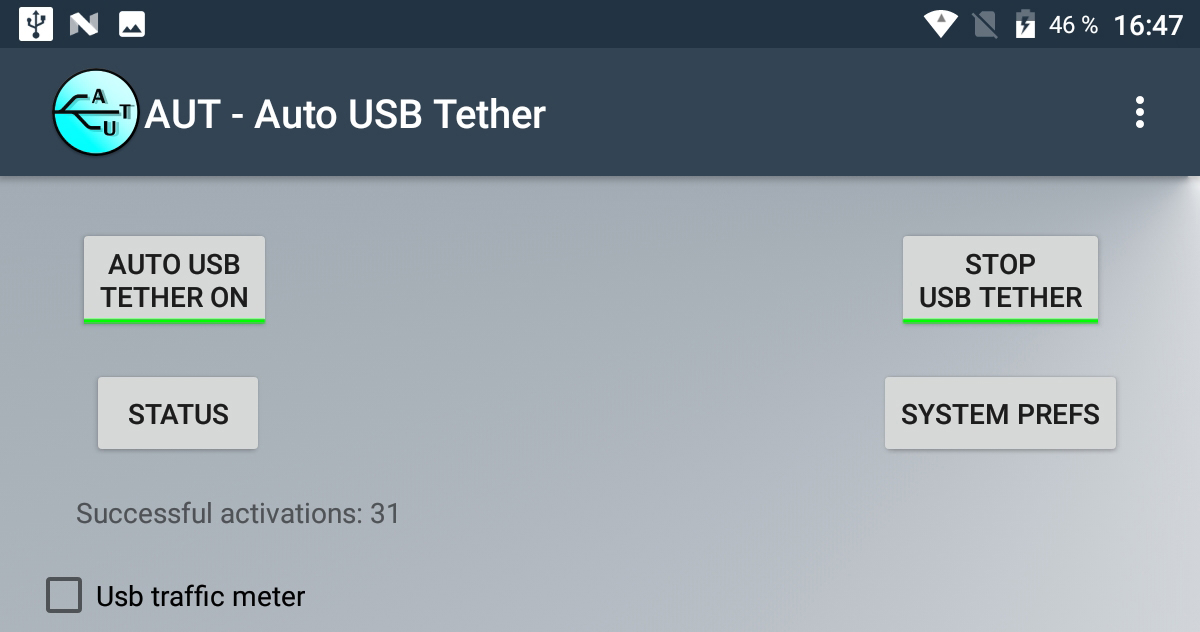 46 % 16:47
A
T
U
AUT - Auto USB Tether
AUTO USB
TETHER ON
STOP
USB TETHER
STATUS
SYSTEM PREFS
Successful activations: 31
Usb traffic meter